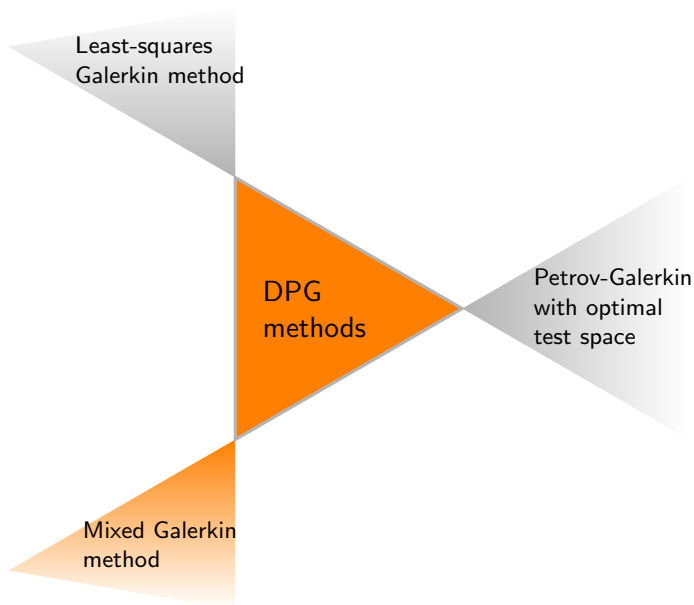 Least-squares
Galerkin method
DPG
methods
Petrov-Galerkin
with optimal
test space
Mixed Galerkin
method